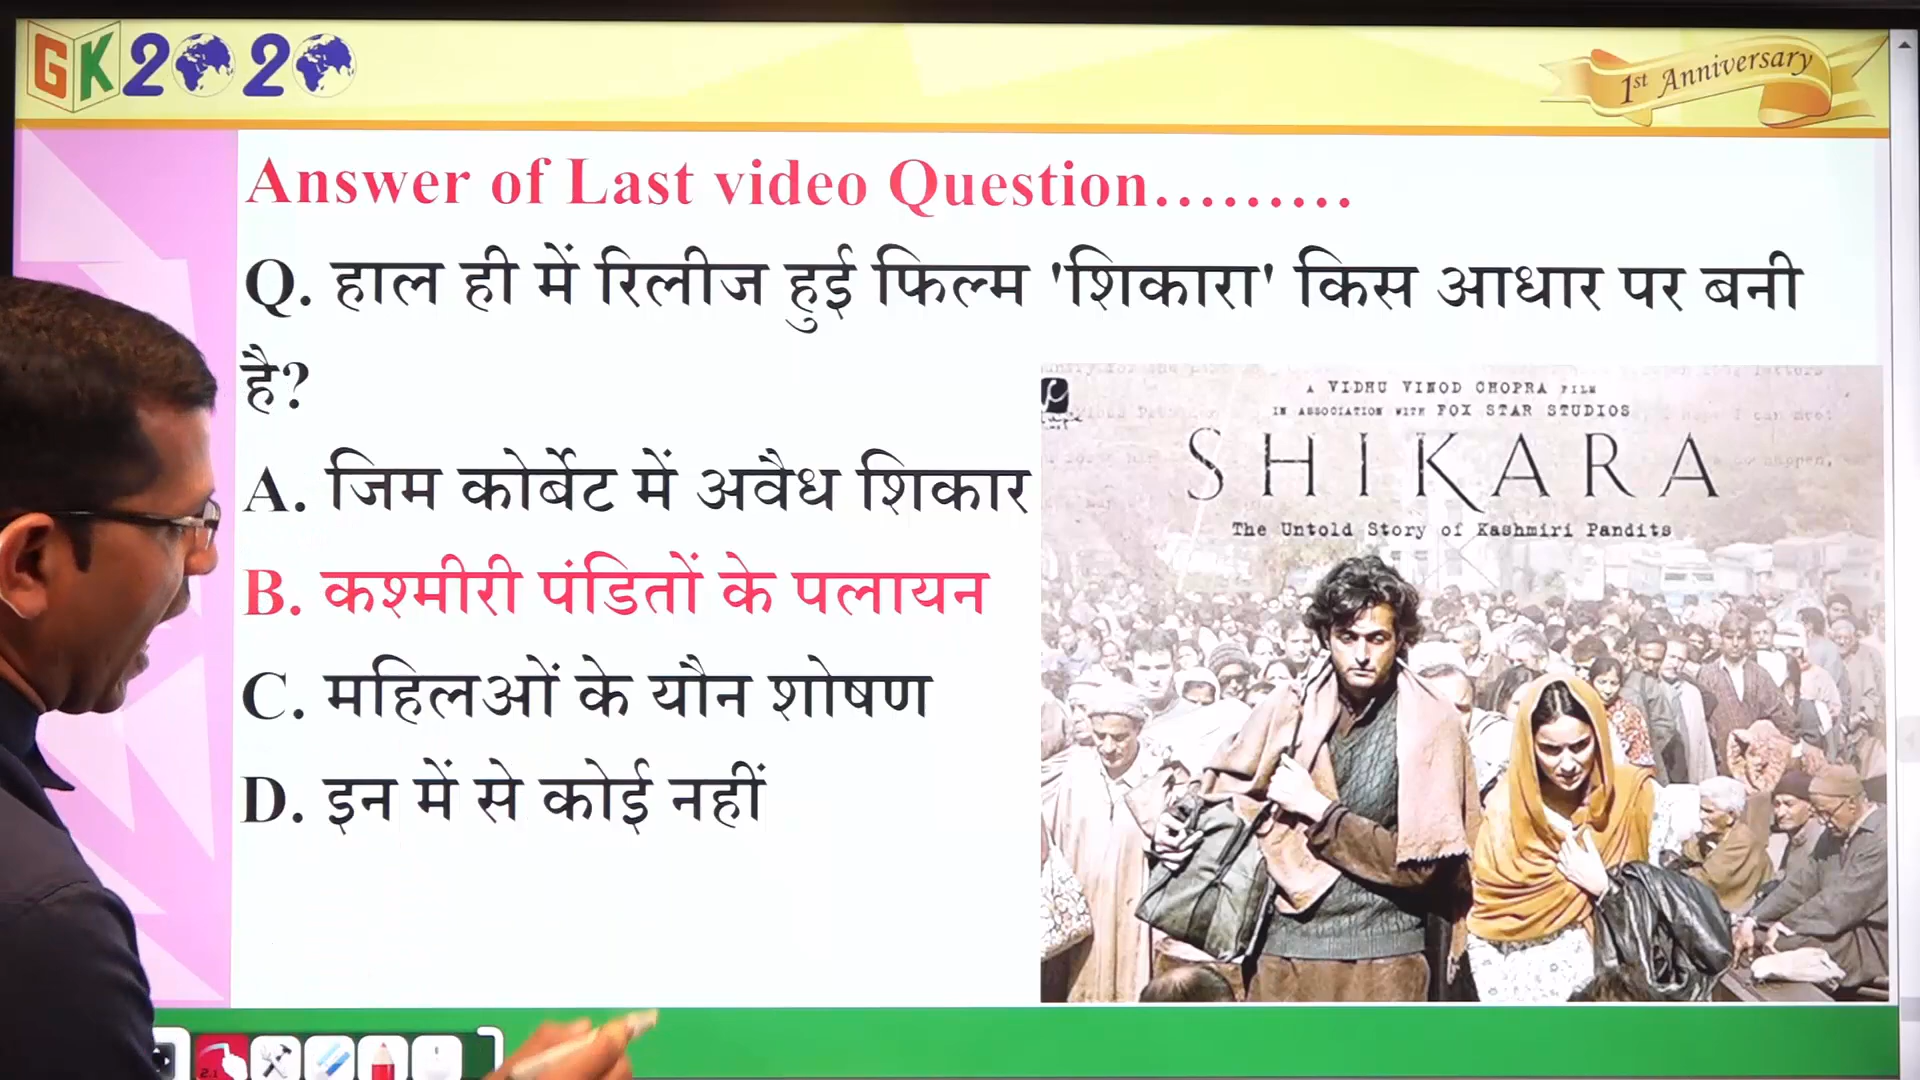 GK2020
1st Anniversary
Answer of Last video Question.........
Q. हाल ही में रिलीज हुई फिल्म 'शिकारा' किस आधार पर बनी
है?
A. जिम कोर्बेट में अवैध शिकार
B. कश्मीरी पंडितों के पलायन
C. महिलओं के यौन शोषण
D. इन में से कोई नहीं
A VIDHU VINOD CHOPRA FILM
IN ASSOCIATION WITH FOX STAR STUDIOS
SHIKARA
The Untold Story of Kashmiri Pandits